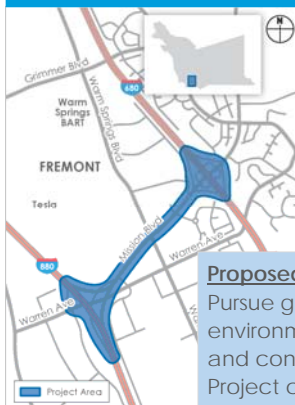 N
Grimmer Blvd
680
Warm Springs Blvd
Warm
Springs
BART
FREMONT
Tesla
Mission Blvd
Warren Ave
880
Warren Ave
Proposed
Pursue g
environm
and con
Project c
Project Area